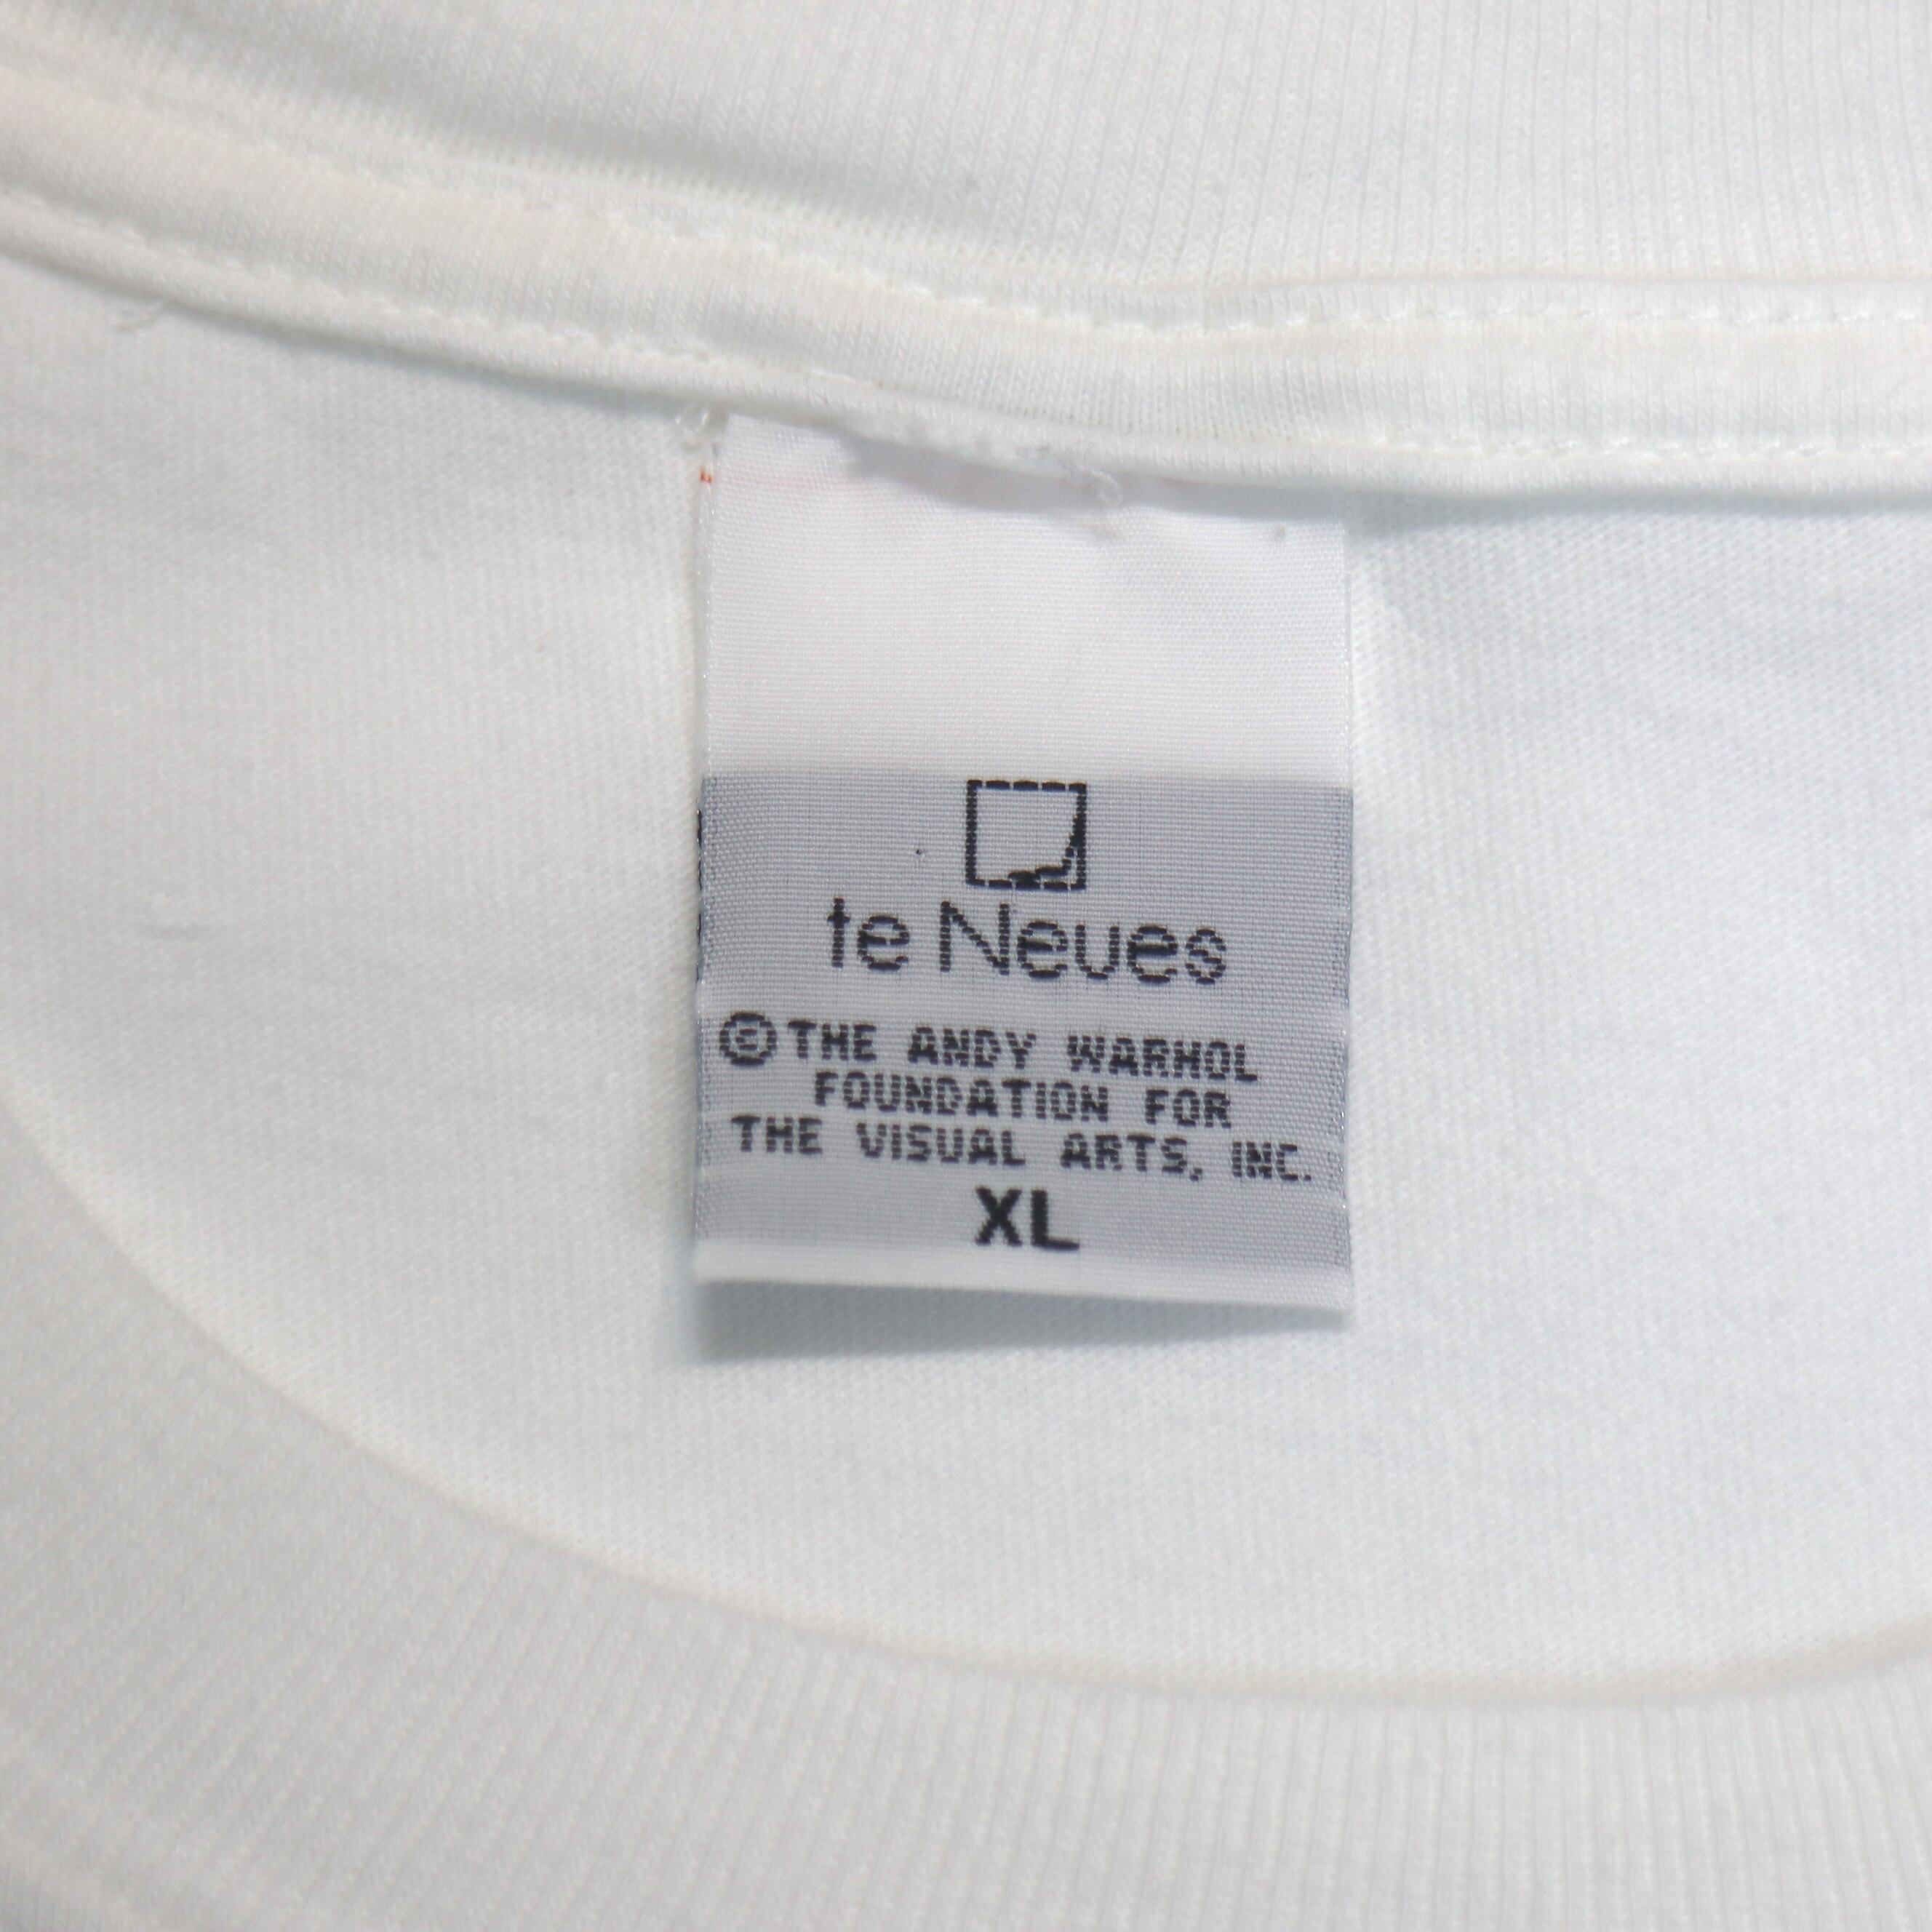 te Neues
© THE ANDY WARHOL
FOUNDATION FOR
THE VISUAL ARTS, INC.
XL